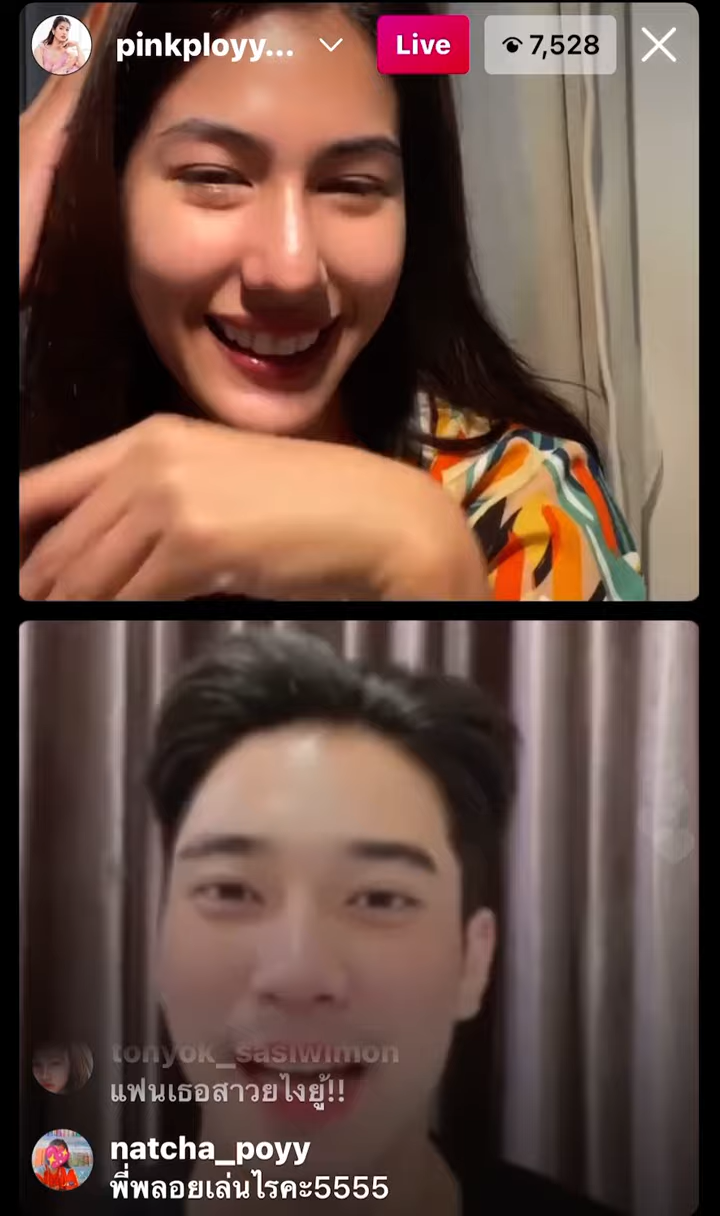 pinkployy...
Live
7,528
tonyok_sasiwimon
แฟนเธอสาวยไงยู้!!
natcha_poyy
พี่พลอยเล่นไรคะ5555